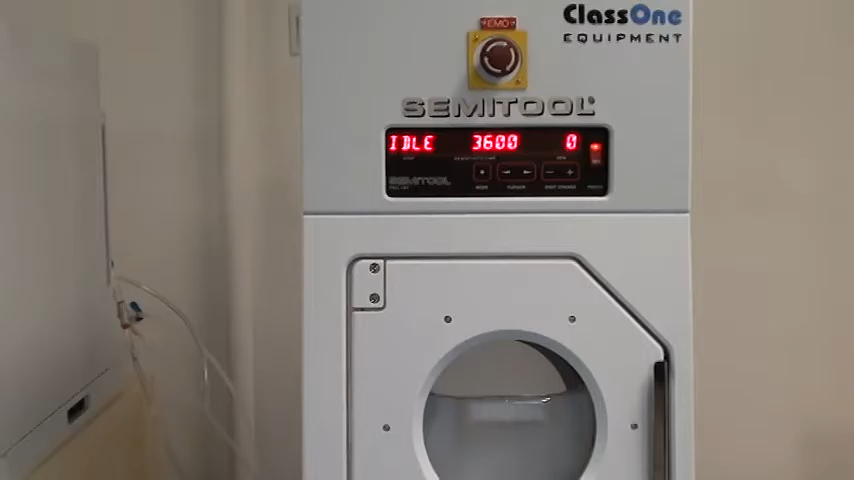 ClassOne
EQUIPMENT
EMO
SEMITOOL
IDLE 3600 0
SEMITOOL